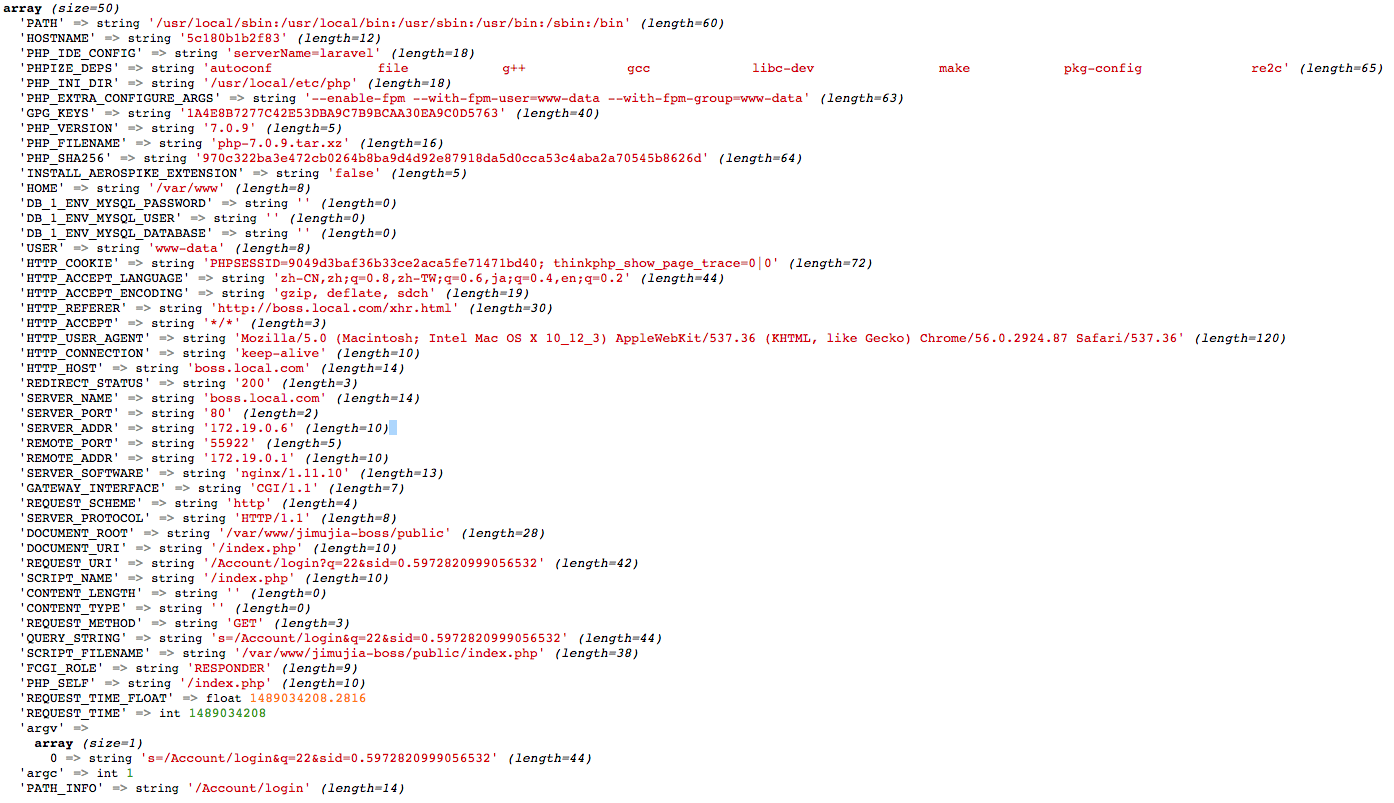 array (size=50)
'PATH' => string '/usr/local/sbin:/usr/local/bin:/usr/sbin:/usr/bin:/sbin:/bin' (length=60)
'HOSTNAME' => string '5c180b1b2f83' (length=12)
'PHP_IDE_CONFIG' => string 'serverName=laravel' (length=18)
'PHPIZE_DEPS' => string 'autoconf file g++ gcc libc-dev make pkg-config re2c' (length=65)
'PHP_INI_DIR' => string '/usr/local/etc/php' (length=18)
'PHP_EXTRA_CONFIGURE_ARGS' => string '--enable-fpm --with-fpm-user=www-data --with-fpm-group=www-data' (length=63)
'GPG_KEYS' => string '1A4E8B7277C42E53DBA9C7B9BCAA30EA9C0D5763' (length=40)
'PHP_VERSION' => string '7.0.9' (length=5)
'PHP_FILENAME' => string 'php-7.0.9.tar.xz' (length=16)
'PHP_SHA256' => string '970c322ba3e472cb0264b8ba9d4d92e87918da5d0cca53c4aba2a70545b8626d' (length=64)
'INSTALL_AEROSPIKE_EXTENSION' => string 'false' (length=5)
'HOME' => string '/var/www' (length=8)
'DB_1_ENV_MYSQL_PASSWORD' => string '' (length=0)
'DB_1_ENV_MYSQL_USER' => string '' (length=0)
'DB_1_ENV_MYSQL_DATABASE' => string '' (length=0)
'USER' => string 'www-data' (length=8)
'HTTP_COOKIE' => string 'PHPSESSID=9049d3baf36b33ce2aca5fe71471bd40; thinkphp_show_page_trace=0|0' (length=72)
'HTTP_ACCEPT_LANGUAGE' => string 'zh-CN,zh;q=0.8,zh-TW;q=0.6,ja;q=0.4,en;q=0.2' (length=44)
'HTTP_ACCEPT_ENCODING' => string 'gzip, deflate, sdch' (length=19)
'HTTP_REFERER' => string 'http://boss.local.com/xhr.html' (length=30)
'HTTP_ACCEPT' => string '*/*' (length=3)
'HTTP_USER_AGENT' => string 'Mozilla/5.0 (Macintosh; Intel Mac OS X 10_12_3) AppleWebKit/537.36 (KHTML, like Gecko) Chrome/56.0.2924.87 Safari/537.36' (length=120)
'HTTP_CONNECTION' => string 'keep-alive' (length=10)
'HTTP_HOST' => string 'boss.local.com' (length=14)
'REDIRECT_STATUS' => string '200' (length=3)
'SERVER_NAME' => string 'boss.local.com' (length=14)
'SERVER_PORT' => string '80' (length=2)
'SERVER_ADDR' => string '172.19.0.6' (length=10)
'REMOTE_PORT' => string '55922' (length=5)
'REMOTE_ADDR' => string '172.19.0.1' (length=10)
'SERVER_SOFTWARE' => string 'nginx/1.11.10' (length=13)
'GATEWAY_INTERFACE' => string 'CGI/1.1' (length=7)
'REQUEST_SCHEME' => string 'http' (length=4)
'SERVER_PROTOCOL' => string 'HTTP/1.1' (length=8)
'DOCUMENT_ROOT' => string '/var/www/jimujia-boss/public' (length=28)
'DOCUMENT_URI' => string '/index.php' (length=10)
'REQUEST_URI' => string '/Account/login?q=22&sid=0.5972820999056532' (length=42)
'SCRIPT_NAME' => string '/index.php' (length=10)
'CONTENT_LENGTH' => string '' (length=0)
'CONTENT_TYPE' => string '' (length=0)
'REQUEST_METHOD' => string 'GET' (length=3)
'QUERY_STRING' => string 's=/Account/login&q=22&sid=0.5972820999056532' (length=44)
'SCRIPT_FILENAME' => string '/var/www/jimujia-boss/public/index.php' (length=38)
'FCGI_ROLE' => string 'RESPONDER' (length=9)
'PHP_SELF' => string '/index.php' (length=10)
'REQUEST_TIME_FLOAT' => float 1489034208.2816
'REQUEST_TIME' => int 1489034208
'argv' =>
array (size=1)
0 => string 's=/Account/login&q=22&sid=0.5972820999056532' (length=44)
'argc' => int 1
'PATH_INFO' => string '/Account/login' (length=14)